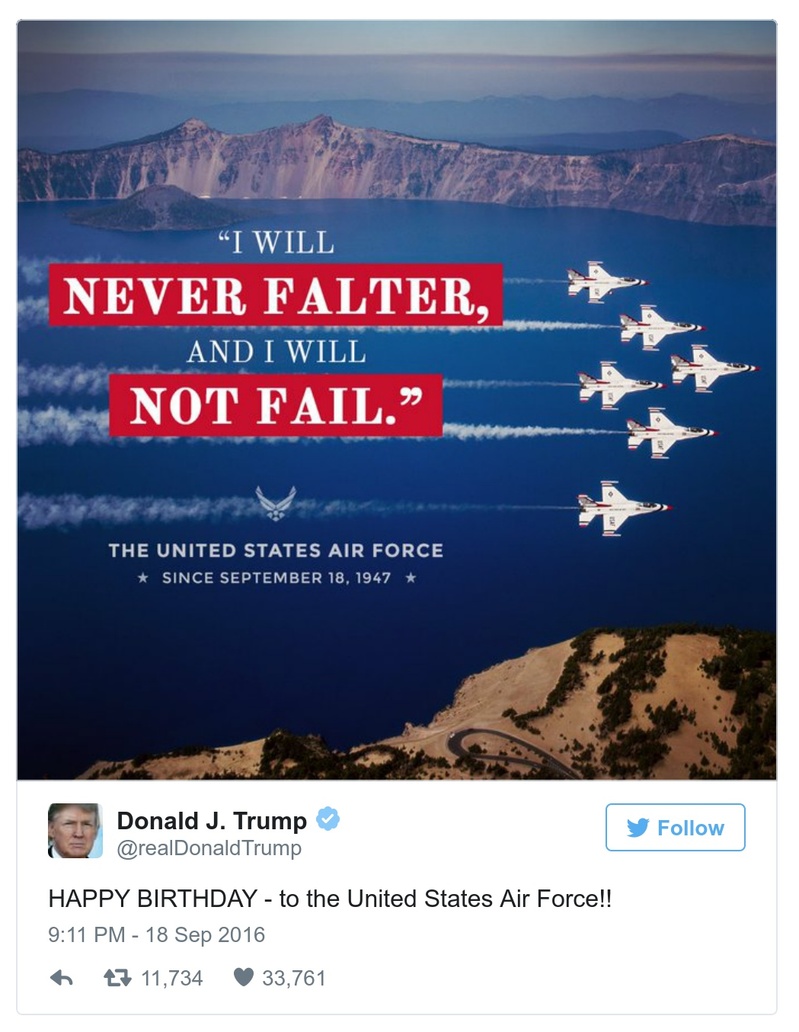 “I WILL
NEVER FALTER,
AND I WILL
NOT FAIL.”
THE UNITED STATES AIR FORCE
★ SINCE SEPTEMBER 18, 1947 ★
Donald J. Trump
@realDonaldTrump
Follow
HAPPY BIRTHDAY - to the United States Air Force!!
9:11 PM - 18 Sep 2016
11,734 33,761